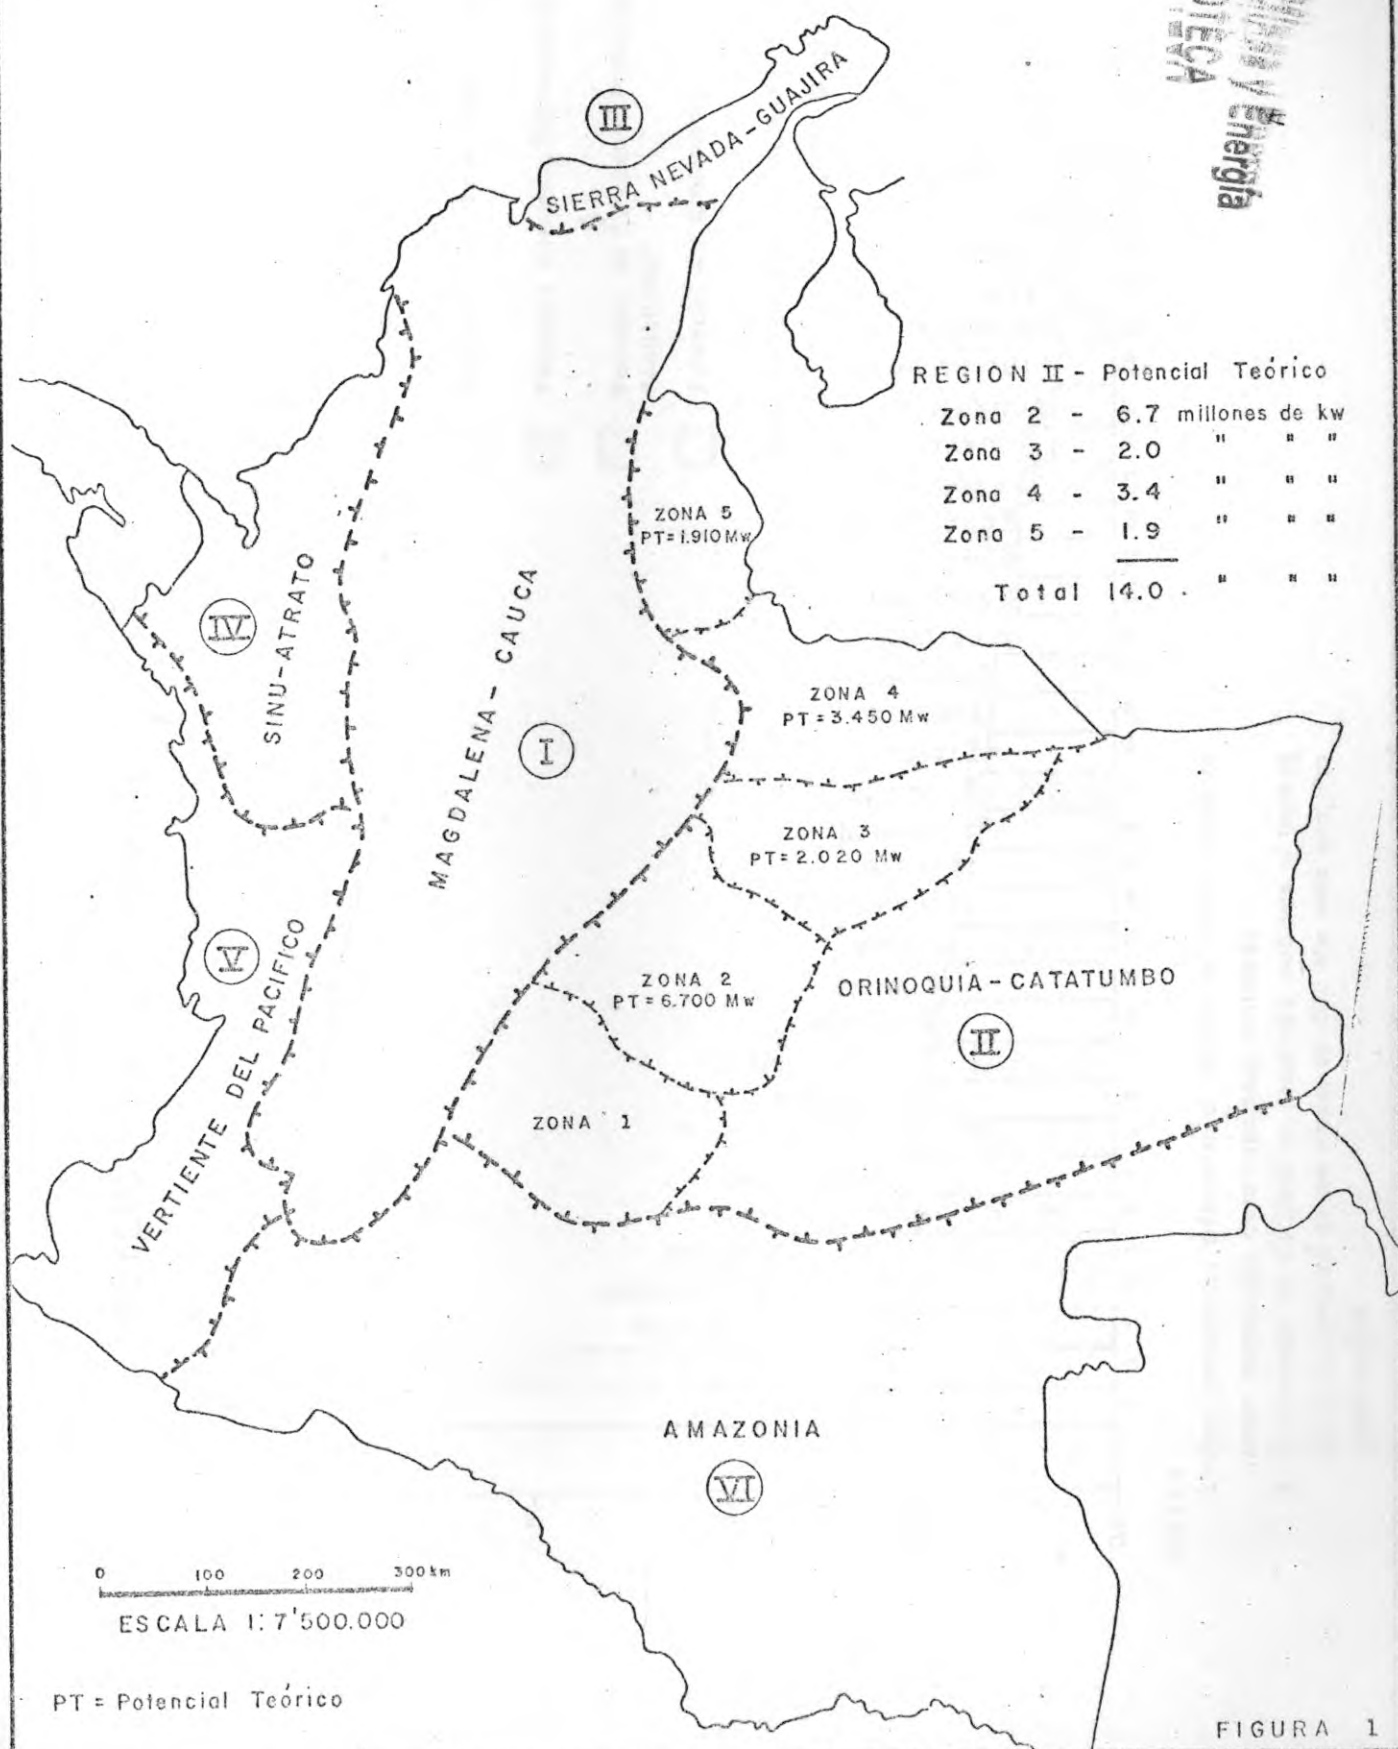 OTECA
y Energía
III
SIERRA NEVADA-GUAJIRA
REGION II - Potencial Teórico
Zona 2 - 6.7 millones de kw
Zona 3 - 2.0 " " "
Zona 4 - 3.4 " " "
Zona 5 - 1.9 " " "
Total 14.0 . " " "
ZONA 5
PT=1.910 Mw
IV
SINU-ATRATO
MAGDALENA - CAUCA
I
ZONA 4
PT = 3.450 Mw
ZONA 3
PT= 2.020 Mw
V
VERTIENTE DEL PACIFICO
ZONA 2
PT = 6.700 Mw
ORINOQUIA - CATATUMBO
II
ZONA 1
AMAZONIA
VI
0 100 200 300 km
ESCALA 1:7'500.000
PT = Potencial Teórico
FIGURA 1